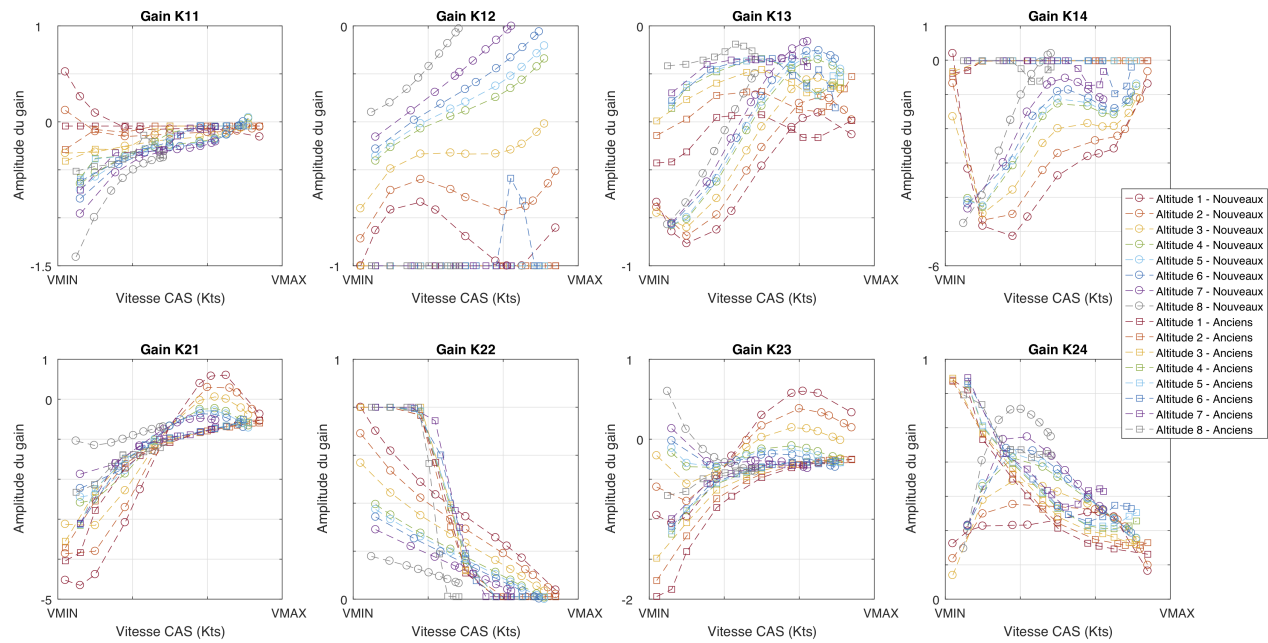 Gain K11
1
0
-1.5
VMIN
VMAX
Vitesse CAS (Kts)
Amplitude du gain
Gain K12
0
-1
VMIN
VMAX
Vitesse CAS (Kts)
Amplitude du gain
Gain K13
0
-1
VMIN
VMAX
Vitesse CAS (Kts)
Amplitude du gain
Gain K14
1
0
-6
VMIN
VMAX
Vitesse CAS (Kts)
Amplitude du gain
Altitude 1 - Nouveaux
Altitude 2 - Nouveaux
Altitude 3 - Nouveaux
Altitude 4 - Nouveaux
Altitude 5 - Nouveaux
Altitude 6 - Nouveaux
Altitude 7 - Nouveaux
Altitude 8 - Nouveaux
Altitude 1 - Anciens
Altitude 2 - Anciens
Altitude 3 - Anciens
Altitude 4 - Anciens
Altitude 5 - Anciens
Altitude 6 - Anciens
Altitude 7 - Anciens
Altitude 8 - Anciens
Gain K21
1
0
-5
VMIN
VMAX
Vitesse CAS (Kts)
Amplitude du gain
Gain K22
1
0
VMIN
VMAX
Vitesse CAS (Kts)
Amplitude du gain
Gain K23
1
0
-2
VMIN
VMAX
Vitesse CAS (Kts)
Amplitude du gain
Gain K24
1
0
VMIN
VMAX
Vitesse CAS (Kts)
Amplitude du gain